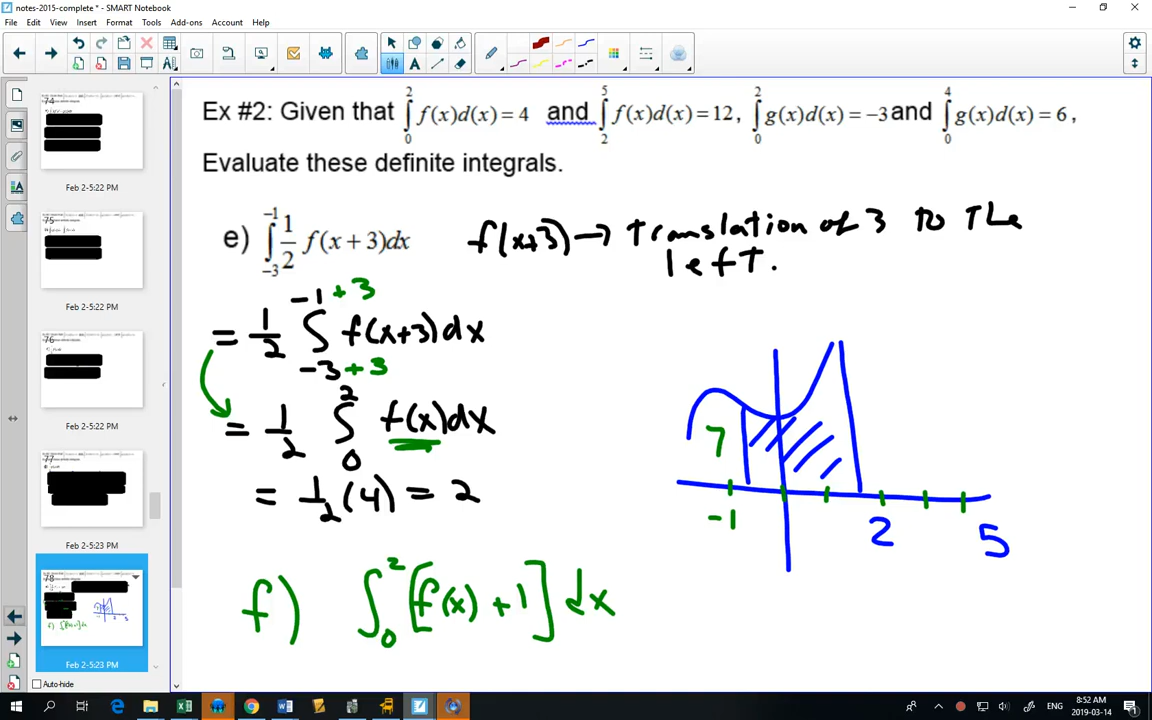 notes-2015-complete * - SMART Notebook
File Edit View Insert Format Tools Add-ons Account Help
74
Feb 2-5:22 PM
75
Feb 2-5:22 PM
76
Feb 2-5:22 PM
77
Feb 2-5:23 PM
78
Feb 2-5:23 PM
Auto-hide
Ex #2: Given that ∫₀² f(x)d(x) = 4 and ∫₂⁵ f(x)d(x) = 12, ∫₀² g(x)d(x) = −3 and ∫₀⁴ g(x)d(x) = 6,
Evaluate these definite integrals.
e) ∫₋₃⁻¹ 1/2 f(x + 3)dx
f(x+3) → translation of 3 to the
left.
= 1/2 ∫₋₃₊₃⁻¹⁺³ f(x+3)dx
= 1/2 ∫₀² f(x)dx
= 1/2 (4) = 2
7
-1 2 5
f) ∫₀² [f(x) + 1] dx
ENG
8:52 AM
2019-03-14